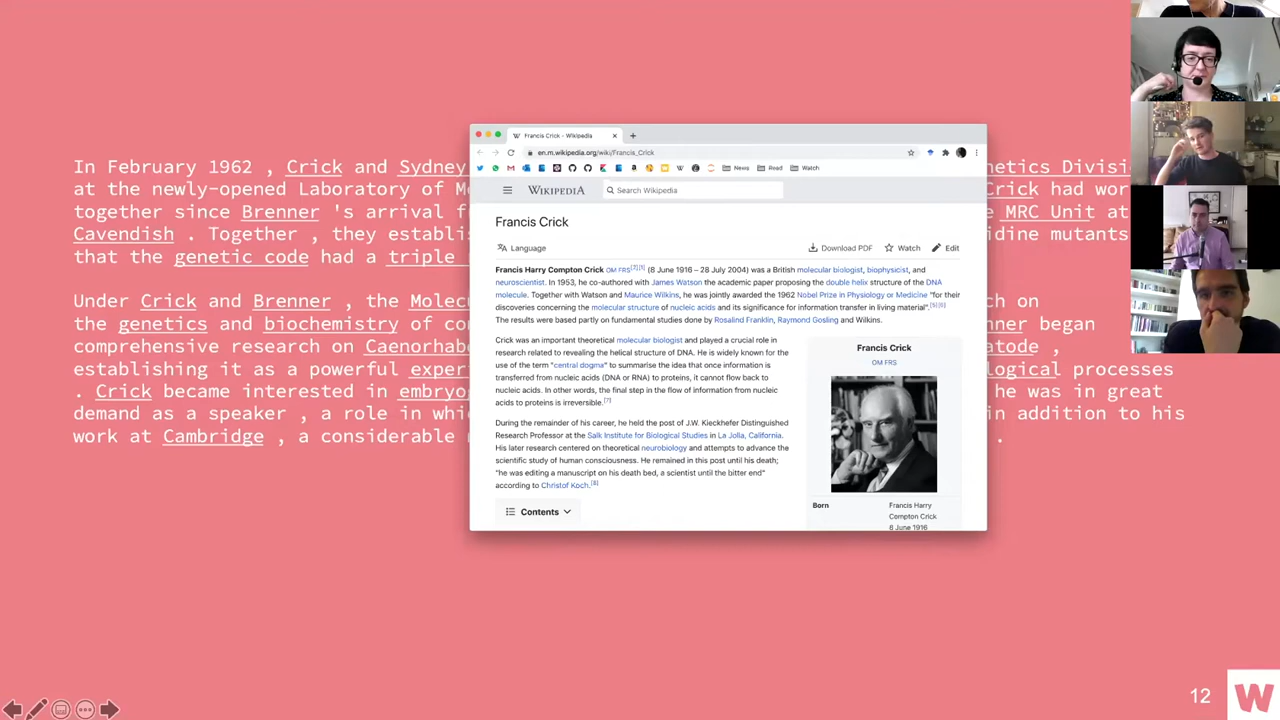 In February 1962 , Crick and Sydney
netics Divis
at the newly-opened Laboratory of M
Crick had wor
together since Brenner 's arrival f
e MRC Unit at
Cavendish . Together , they establis
idine mutants
that the genetic code had a triple
Under Crick and Brenner , the Molec
ch on
the genetics and biochemistry of co
nner began
comprehensive research on Caenorhab
atode ,
establishing it as a powerful exper
ological processes
. Crick became interested in embryo
he was in great
demand as a speaker , a role in whic
in addition to his
work at Cambridge , a considerable
.
Francis Crick - Wikipedia
en.m.wikipedia.org/wiki/Francis_Crick
News Read Watch
WIKIPEDIA Search Wikipedia
Francis Crick
Language Download PDF Watch Edit
Francis Harry Compton Crick OM FRS[2][1] (8 June 1916 – 28 July 2004) was a British molecular biologist, biophysicist, and
neuroscientist. In 1953, he co-authored with James Watson the academic paper proposing the double helix structure of the DNA
molecule. Together with Watson and Maurice Wilkins, he was jointly awarded the 1962 Nobel Prize in Physiology or Medicine "for their
discoveries concerning the molecular structure of nucleic acids and its significance for information transfer in living material".[5][6]
The results were based partly on fundamental studies done by Rosalind Franklin, Raymond Gosling and Wilkins.
Crick was an important theoretical molecular biologist and played a crucial role in
research related to revealing the helical structure of DNA. He is widely known for the
use of the term "central dogma" to summarise the idea that once information is
transferred from nucleic acids (DNA or RNA) to proteins, it cannot flow back to
nucleic acids. In other words, the final step in the flow of information from nucleic
acids to proteins is irreversible.[7]
During the remainder of his career, he held the post of J.W. Kieckhefer Distinguished
Research Professor at the Salk Institute for Biological Studies in La Jolla, California.
His later research centered on theoretical neurobiology and attempts to advance the
scientific study of human consciousness. He remained in this post until his death;
"he was editing a manuscript on his death bed, a scientist until the bitter end"
according to Christof Koch.[8]
Contents
Francis Crick
OM FRS
Born Francis Harry
Compton Crick
8 June 1916
12
W